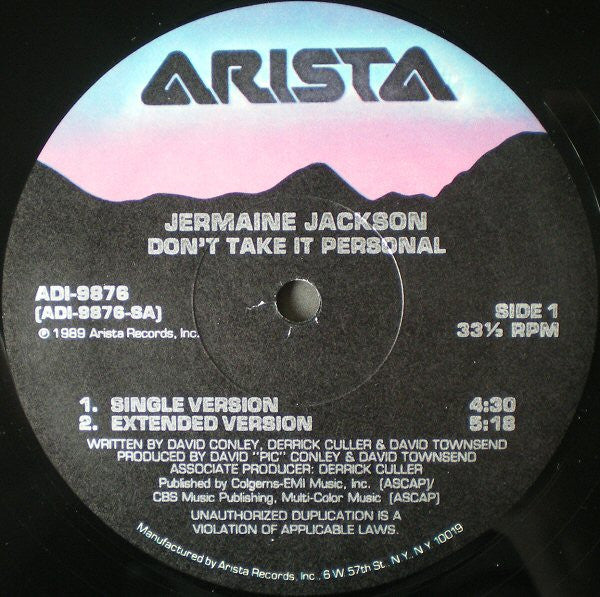 ARISTA
JERMAINE JACKSON
DON'T TAKE IT PERSONAL
ADI-9876
(ADI-9876-SA)
℗ 1989 Arista Records, Inc.
SIDE 1
33⅓ RPM
1. SINGLE VERSION 4:30
2. EXTENDED VERSION 5:18
WRITTEN BY DAVID CONLEY, DERRICK CULLER & DAVID TOWNSEND
PRODUCED BY DAVID "PIC" CONLEY & DAVID TOWNSEND
ASSOCIATE PRODUCER: DERRICK CULLER
Published by Colgems-EMI Music, Inc. (ASCAP)/
CBS Music Publishing, Multi-Color Music (ASCAP)
UNAUTHORIZED DUPLICATION IS A
VIOLATION OF APPLICABLE LAWS.
Manufactured by Arista Records, Inc., 6 W. 57th St., N.Y., N.Y. 10019